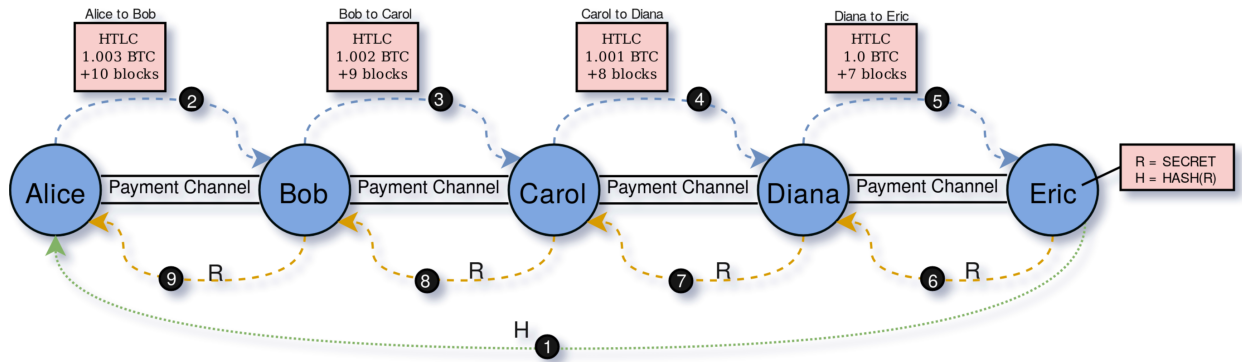 Alice to Bob
HTLC
1.003 BTC
+10 blocks
Bob to Carol
HTLC
1.002 BTC
+9 blocks
Carol to Diana
HTLC
1.001 BTC
+8 blocks
Diana to Eric
HTLC
1.0 BTC
+7 blocks
2
3
4
5
Alice
Payment Channel
Bob
Payment Channel
Carol
Payment Channel
Diana
Payment Channel
Eric
R = SECRET
H = HASH(R)
9
R
8
R
7
R
6
R
H
1